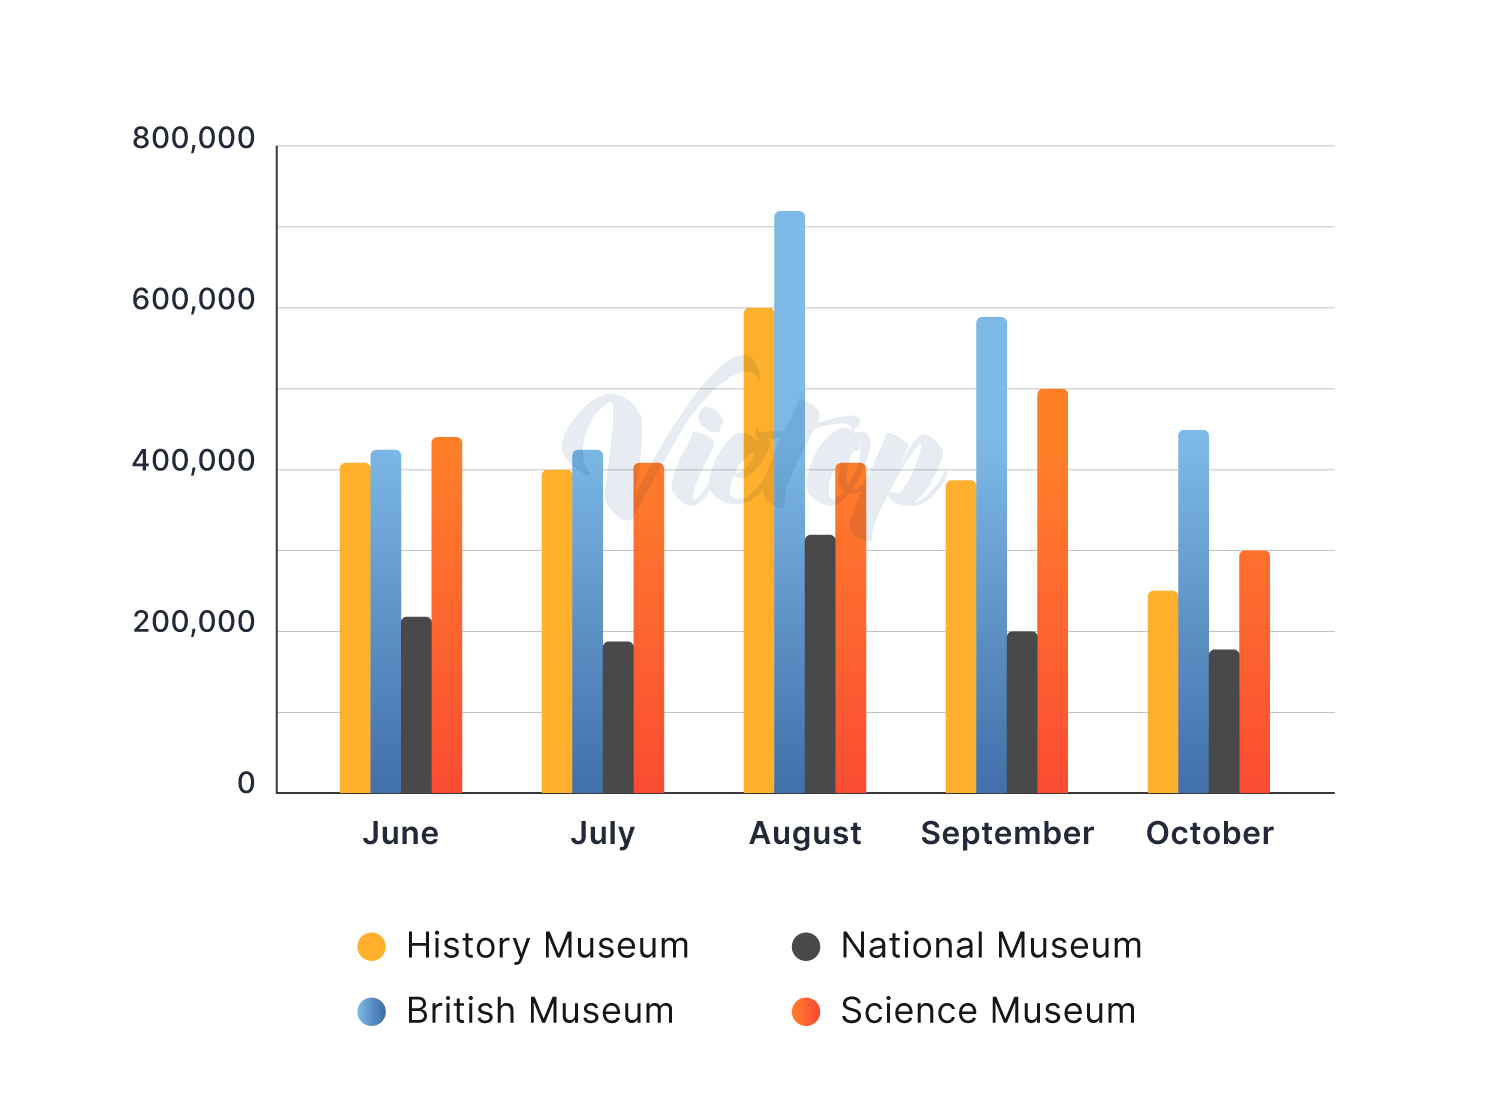 800,000
600,000
400,000
200,000
0
Vietop
June July August September October
History Museum National Museum
British Museum Science Museum